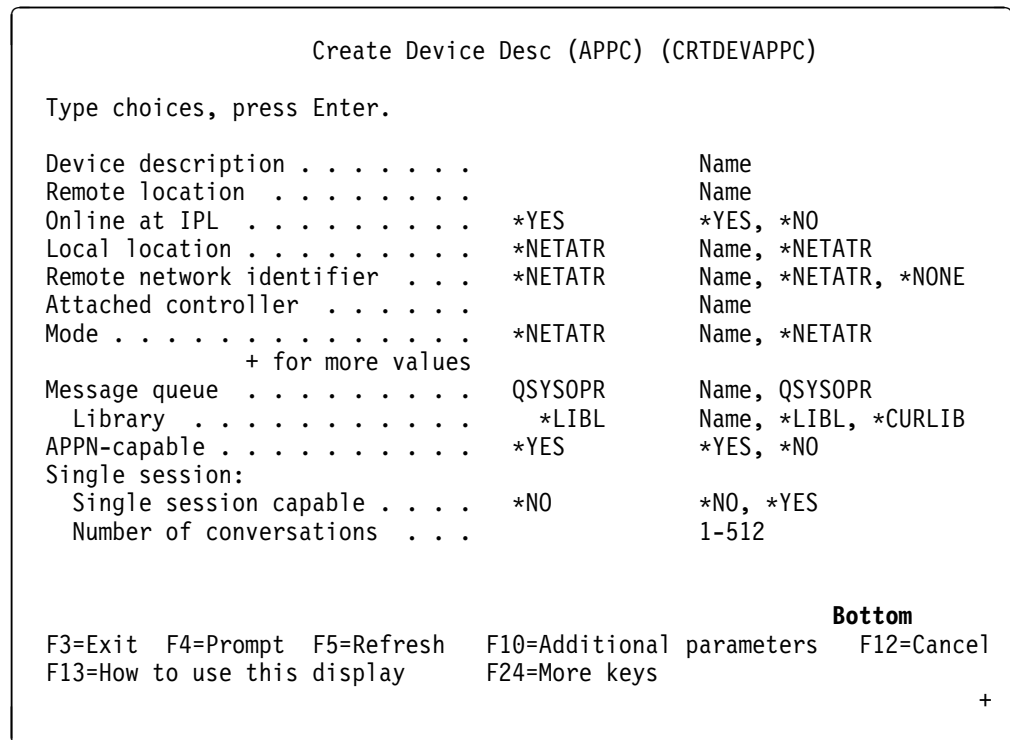 Create Device Desc (APPC) (CRTDEVAPPC)
Type choices, press Enter.
Device description . . . . . . . Name
Remote location . . . . . . . . Name
Online at IPL . . . . . . . . . *YES *YES, *NO
Local location . . . . . . . . . *NETATR Name, *NETATR
Remote network identifier . . . *NETATR Name, *NETATR, *NONE
Attached controller . . . . . . Name
Mode . . . . . . . . . . . . . . *NETATR Name, *NETATR
+ for more values
Message queue . . . . . . . . . QSYSOPR Name, QSYSOPR
Library . . . . . . . . . . . *LIBL Name, *LIBL, *CURLIB
APPN-capable . . . . . . . . . . *YES *YES, *NO
Single session:
Single session capable . . . . *NO *NO, *YES
Number of conversations . . . 1-512
Bottom
F3=Exit F4=Prompt F5=Refresh F10=Additional parameters F12=Cancel
F13=How to use this display F24=More keys
+